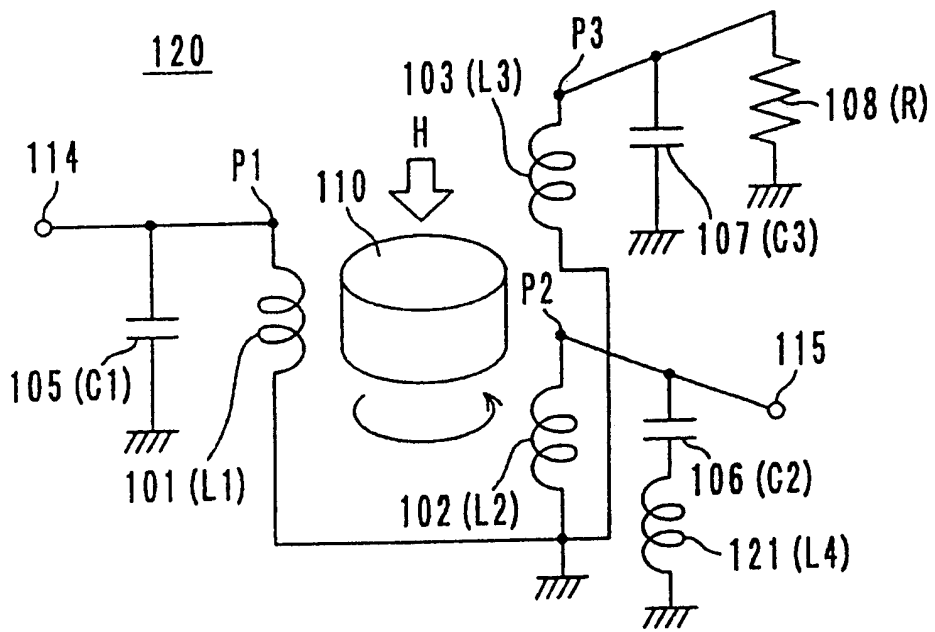 120
P3
103 (L3)
108 (R)
H
114
P1
110
107 (C3)
P2
115
105 (C1)
106 (C2)
101 (L1)
102 (L2)
121 (L4)